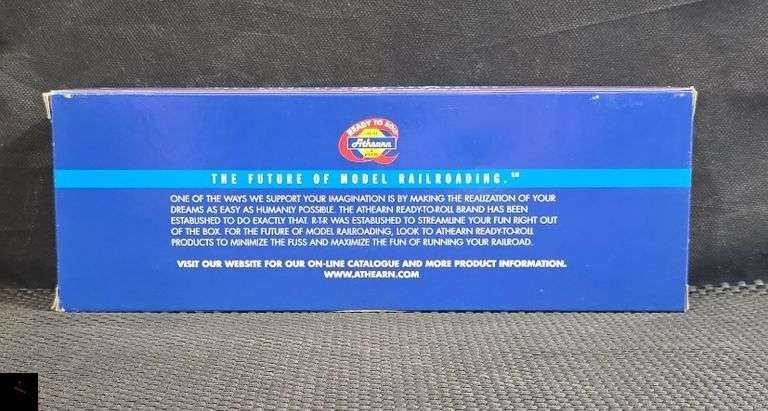 READY TO ROLL
Athearn
THE FUTURE OF MODEL RAILROADING.℠
ONE OF THE WAYS WE SUPPORT YOUR IMAGINATION IS BY MAKING THE REALIZATION OF YOUR
DREAMS AS EASY AS HUMANLY POSSIBLE. THE ATHEARN READY-TO-ROLL BRAND HAS BEEN
ESTABLISHED TO DO EXACTLY THAT. R-T-R WAS ESTABLISHED TO STREAMLINE YOUR FUN RIGHT OUT
OF THE BOX. FOR THE FUTURE OF MODEL RAILROADING, LOOK TO ATHEARN READY-TO-ROLL
PRODUCTS TO MINIMIZE THE FUSS AND MAXIMIZE THE FUN OF RUNNING YOUR RAILROAD.
VISIT OUR WEBSITE FOR OUR ON-LINE CATALOGUE AND MORE PRODUCT INFORMATION.
WWW.ATHEARN.COM